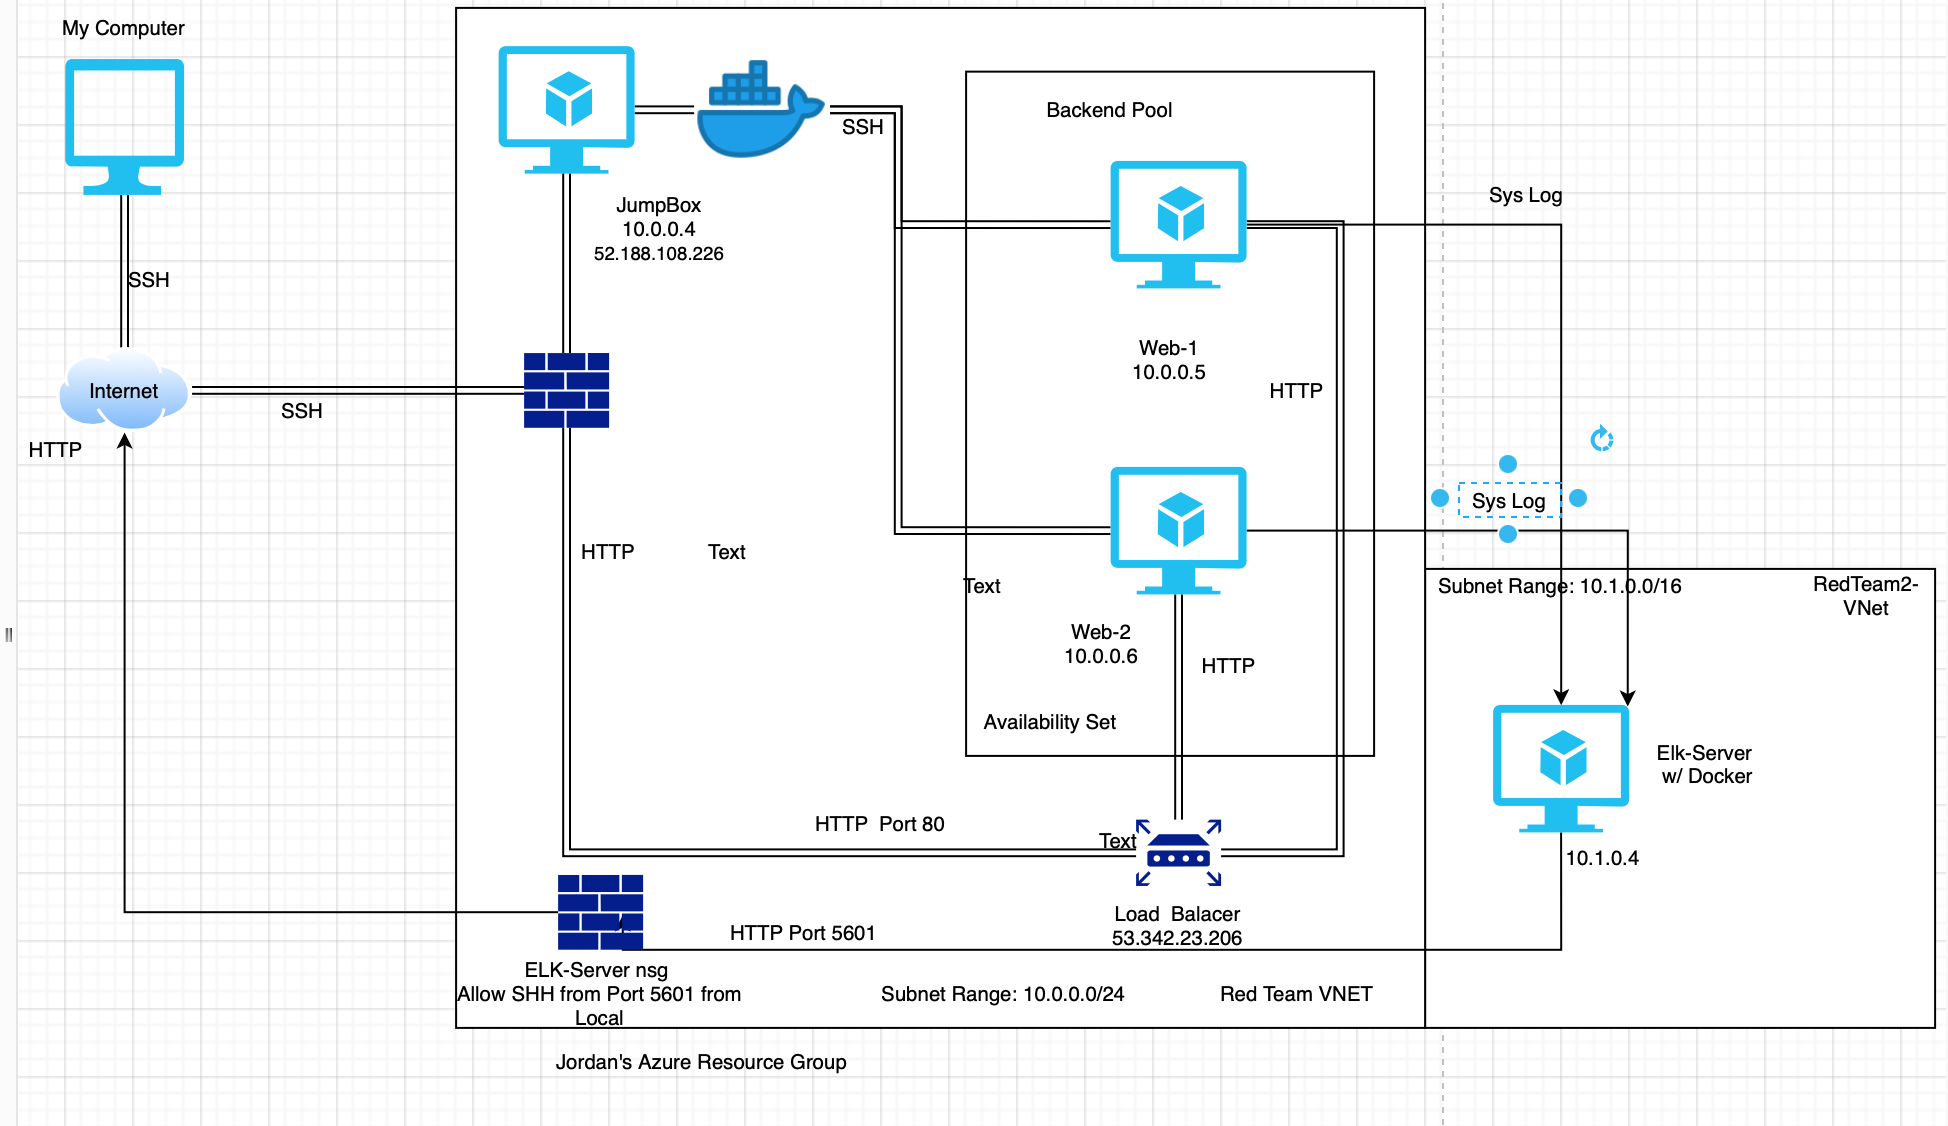 My Computer
SSH
Internet
SSH
HTTP
JumpBox
10.0.0.4
52.188.108.226
SSH
Backend Pool
Web-1
10.0.0.5
HTTP
Sys Log
Sys Log
HTTP
Text
Text
Web-2
10.0.0.6
HTTP
Availability Set
Subnet Range: 10.1.0.0/16
RedTeam2-
VNet
Elk-Server
w/ Docker
10.1.0.4
HTTP  Port 80
Text
Load  Balacer
53.342.23.206
HTTP Port 5601
ELK-Server nsg
Allow SHH from Port 5601 from
Local
Subnet Range: 10.0.0.0/24
Red Team VNET
Jordan's Azure Resource Group